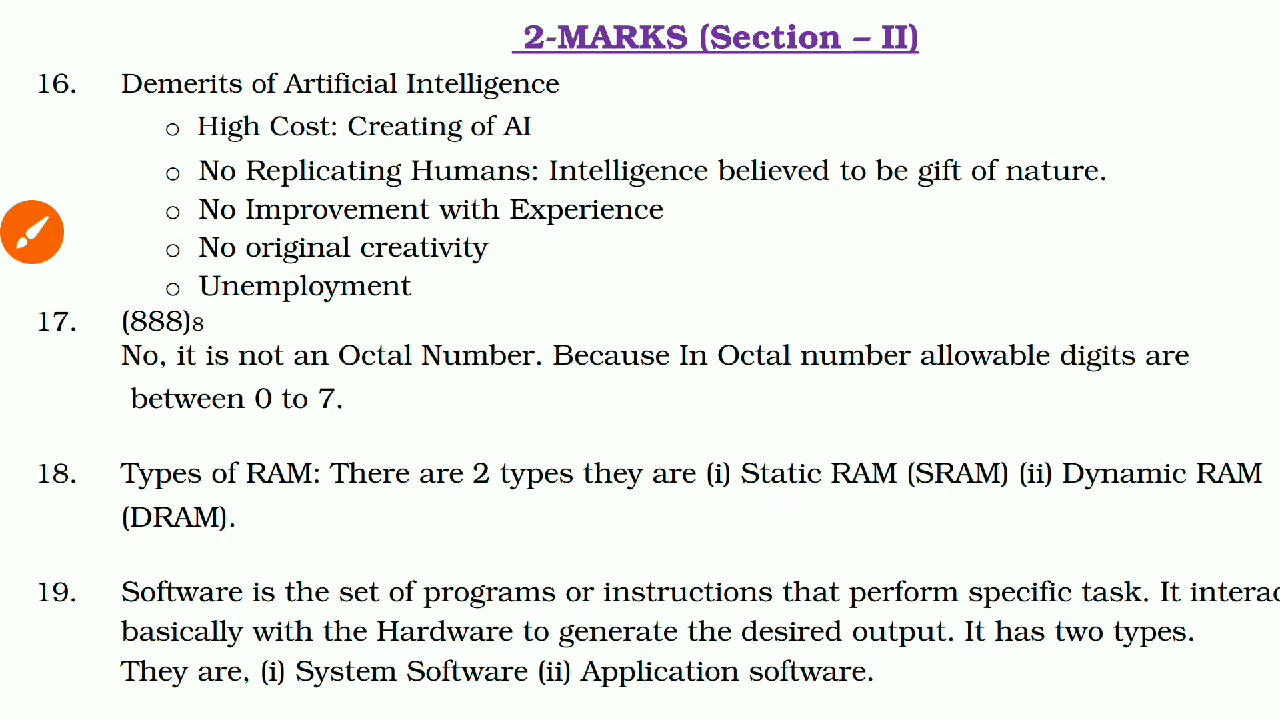 2-MARKS (Section – II)
16. Demerits of Artificial Intelligence
o High Cost: Creating of AI
o No Replicating Humans: Intelligence believed to be gift of nature.
o No Improvement with Experience
o No original creativity
o Unemployment
17. (888)8
No, it is not an Octal Number. Because In Octal number allowable digits are
between 0 to 7.
18. Types of RAM: There are 2 types they are (i) Static RAM (SRAM) (ii) Dynamic RAM
(DRAM).
19. Software is the set of programs or instructions that perform specific task. It
basically with the Hardware to generate the desired output. It has two types.
They are, (i) System Software (ii) Application software.